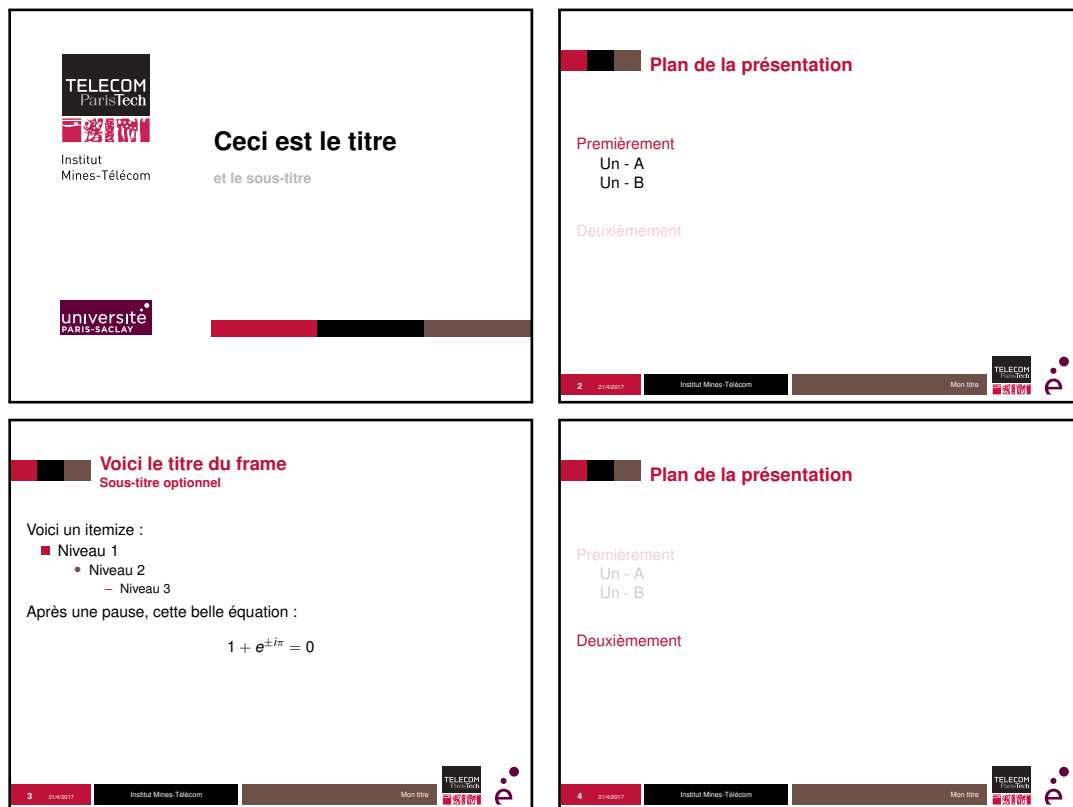 TELECOM
ParisTech
Institut
Mines-Télécom
Ceci est le titre
et le sous-titre
université
PARIS-SACLAY
Plan de la présentation
Premièrement
Un - A
Un - B
Deuxièmement
2 21/4/2017 Institut Mines-Télécom Mon titre
TELECOM
ParisTech
é
Voici le titre du frame
Sous-titre optionnel
Voici un itemize :
Niveau 1
Niveau 2
– Niveau 3
Après une pause, cette belle équation :
1 + e^{±iπ} = 0
3 21/4/2017 Institut Mines-Télécom Mon titre
TELECOM
ParisTech
é
Plan de la présentation
Premièrement
Un - A
Un - B
Deuxièmement
4 21/4/2017 Institut Mines-Télécom Mon titre
TELECOM
ParisTech
é